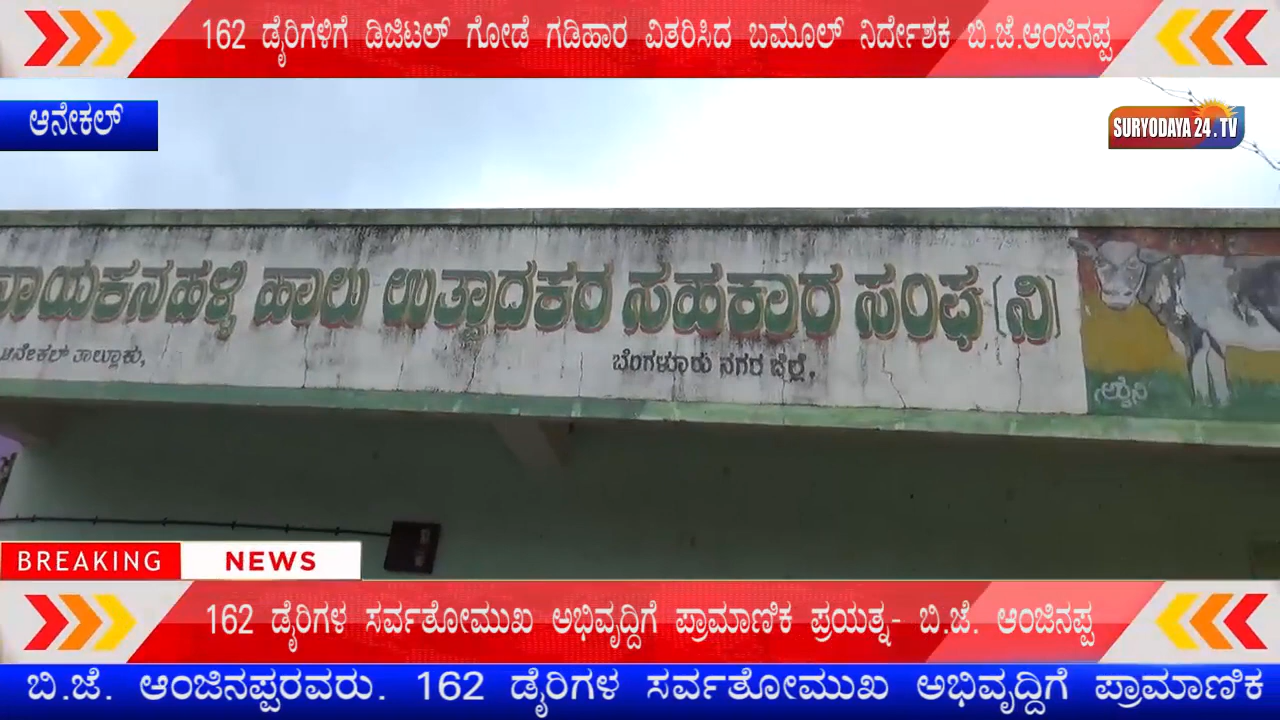 162 ಡೈರಿಗಳಿಗೆ ಡಿಜಿಟಲ್ ಗೋಡೆ ಗಡಿಹಾರ ವಿತರಿಸಿದ ಬಮೂಲ್ ನಿರ್ದೇಶಕ ಬಿ.ಜೆ.ಆಂಜಿನಪ್ಪ
ಆನೇಕಲ್
SURYODAYA 24.TV
ನಾಯಕನಹಳ್ಳಿ ಹಾಲು ಉತ್ಪಾದಕರ ಸಹಕಾರ ಸಂಘ (ನಿ)
ಆನೇಕಲ್ ತಾಲ್ಲೂಕು,
ಬೆಂಗಳೂರು ನಗರ ಜಿಲ್ಲೆ,
BREAKING NEWS
162 ಡೈರಿಗಳ ಸರ್ವತೋಮುಖ ಅಭಿವೃದ್ದಿಗೆ ಪ್ರಾಮಾಣಿಕ ಪ್ರಯತ್ನ- ಬಿ.ಜೆ. ಆಂಜಿನಪ್ಪ
ಬಿ.ಜೆ. ಆಂಜಿನಪ್ಪರವರು. 162 ಡೈರಿಗಳ ಸರ್ವತೋಮುಖ ಅಭಿವೃದ್ದಿಗೆ ಪ್ರಾಮಾಣಿಕ